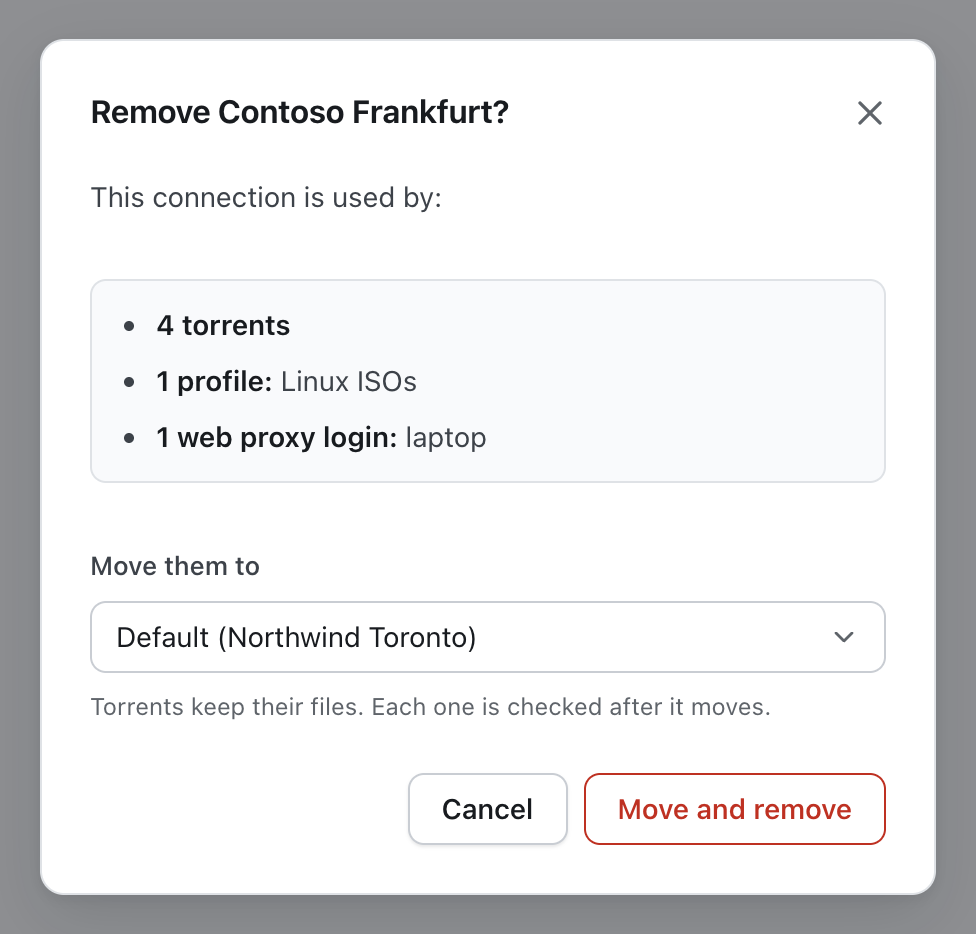 Remove Contoso Frankfurt?
This connection is used by:
• 4 torrents
• 1 profile: Linux ISOs
• 1 web proxy login: laptop
Move them to
Default (Northwind Toronto)
Torrents keep their files. Each one is checked after it moves.
Cancel
Move and remove